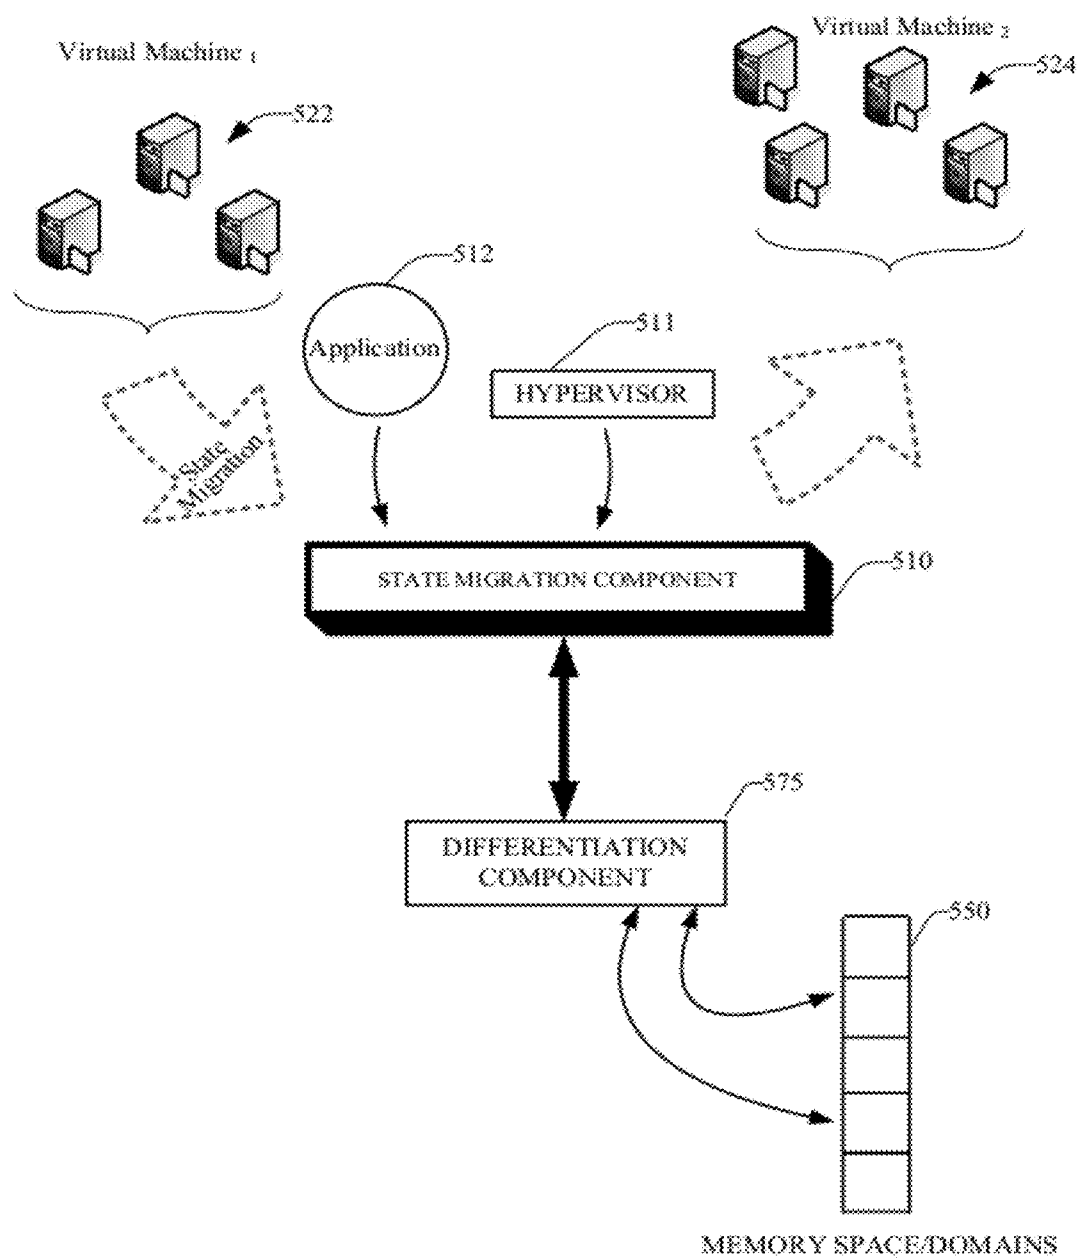 Virtual Machine 1
522
Virtual Machine 2
524
512
Application
511
HYPERVISOR
State
Migration
STATE MIGRATION COMPONENT
510
575
DIFFERENTIATION
COMPONENT
550
MEMORY SPACE/DOMAINS